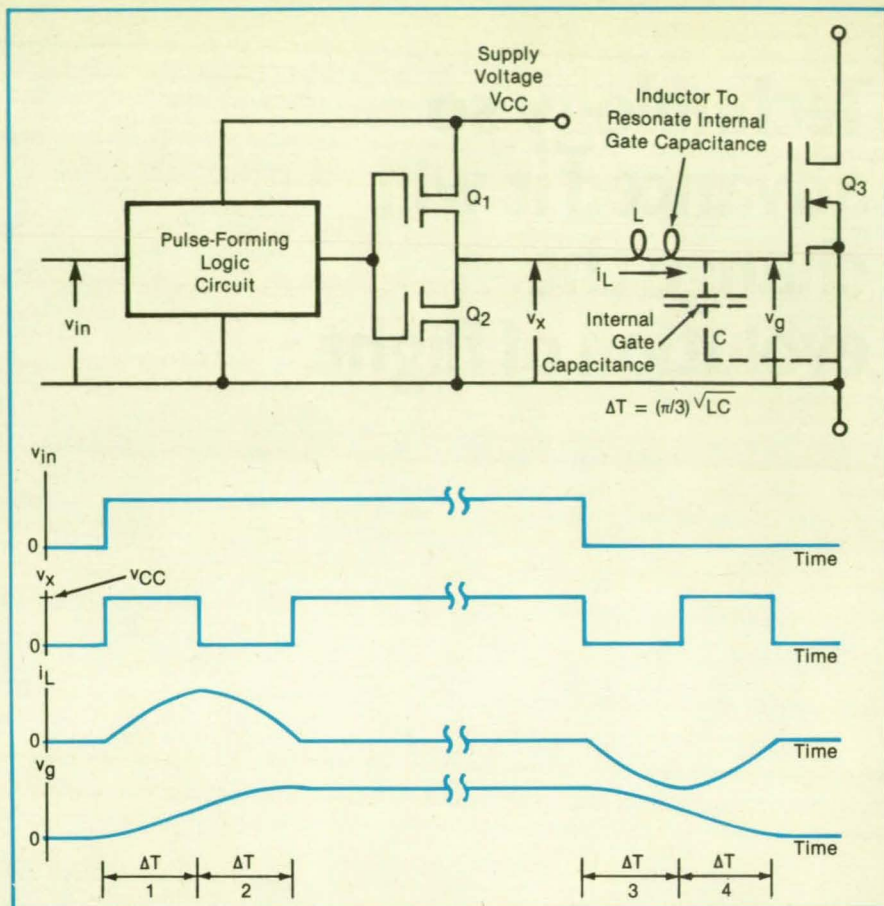 Supply
Voltage
VCC
Inductor To
Resonate Internal
Gate Capacitance
Q1
Q3
Pulse-Forming
Logic
Circuit
L
iL
Q2
vin
vx
Internal
Gate
Capacitance
C
vg
ΔT = (π/3) √LC
vin
0
Time
vx
vCC
0
Time
iL
0
Time
vg
0
Time
ΔT ΔT ΔT ΔT
1 2 3 4